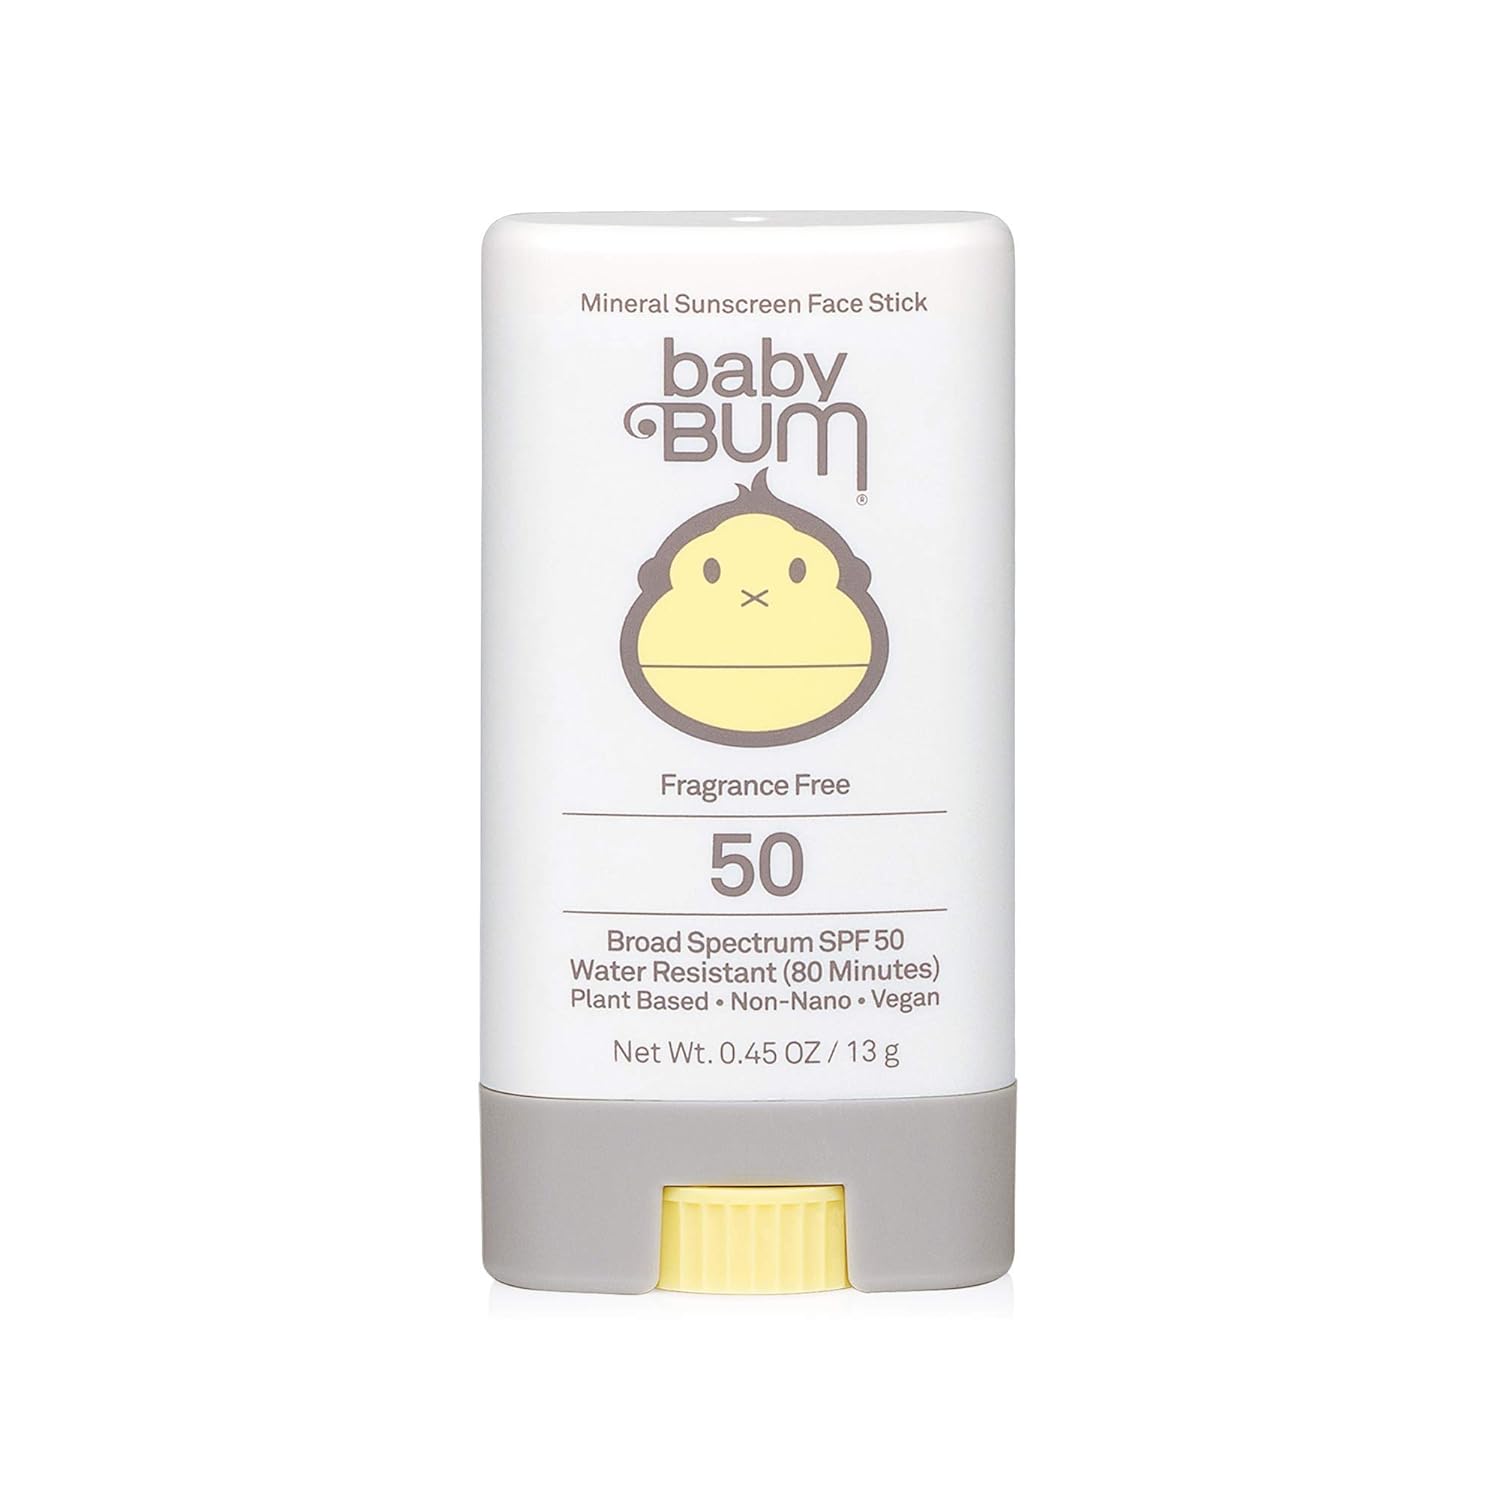 Mineral Sunscreen Face Stick
baby
BUM®
Fragrance Free
50
Broad Spectrum SPF 50
Water Resistant (80 Minutes)
Plant Based • Non-Nano • Vegan
Net Wt. 0.45 OZ / 13 g